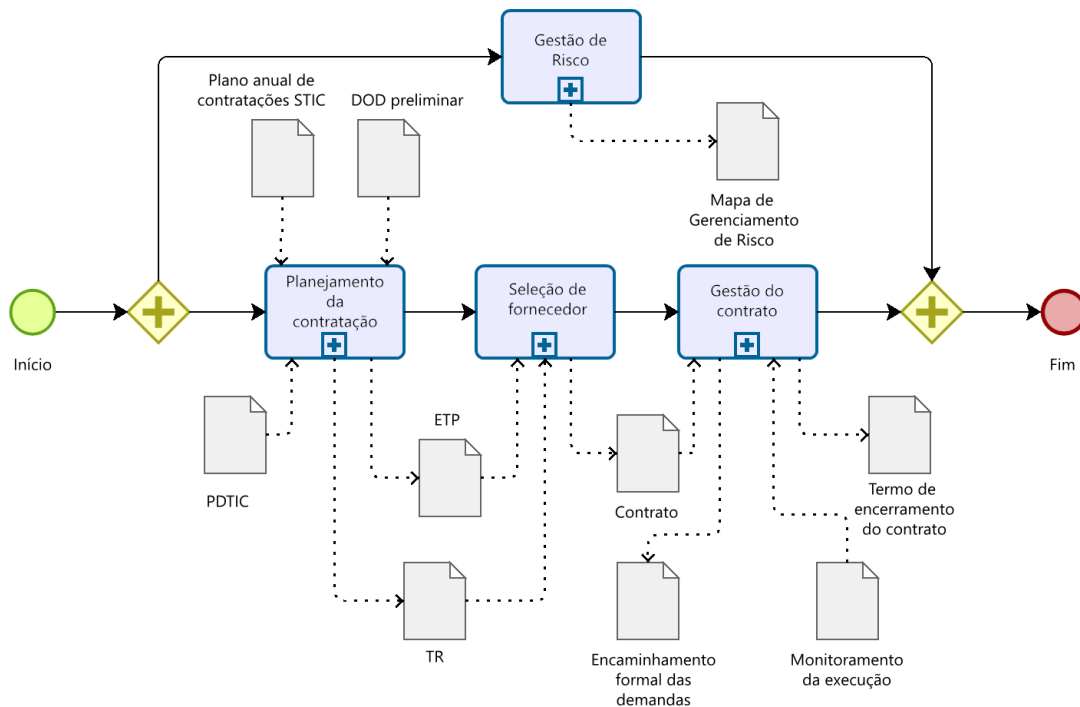 Gestão de
Risco
Plano anual de
contratações STIC
DOD preliminar
Mapa de
Gerenciamento
de Risco
Início
Planejamento
da
contratação
Seleção de
fornecedor
Gestão do
contrato
Fim
PDTIC
ETP
Contrato
Termo de
encerramento
do contrato
TR
Encaminhamento
formal das
demandas
Monitoramento
da execução